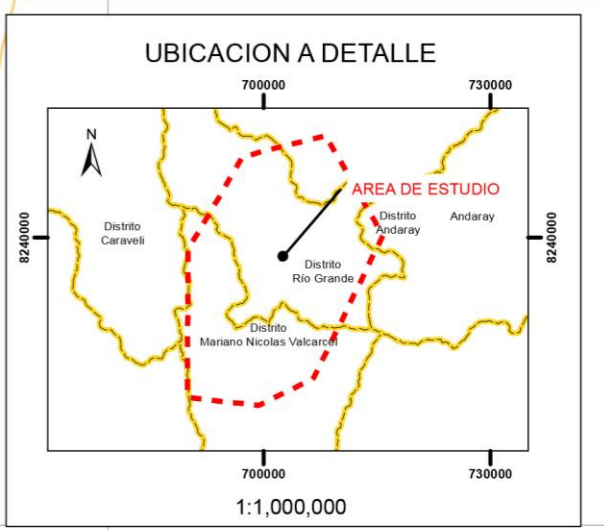 UBICACION A DETALLE
700000
730000
N
AREA DE ESTUDIO
Distrito
Andaray
Andaray
Distrito
Caraveli
8240000
8240000
Distrito
Río Grande
Distrito
Mariano Nicolas Valcarcel
700000
730000
1:1,000,000